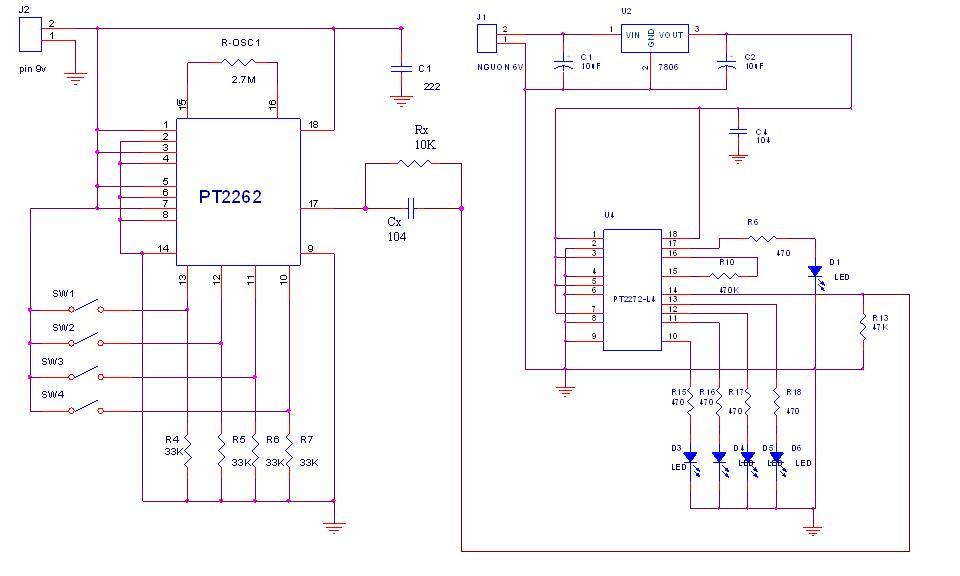 J2
2
1
pin 9v
R-OSC1
2.7M
15
16
C1
222
1
2
3
4
5
6
7
8
14
18
17
9
PT2262
13
12
11
10
Rx
10K
Cx
104
SW1
SW2
SW3
SW4
R4
33K
R5
33K
R6
33K
R7
33K
J1
2
1
NGUON 6V
U2
1
VIN
GND
VOUT
3
2
7806
C1
104F
C2
104F
C4
104
U4
1
2
3
4
5
6
7
8
9
18
17
16
15
14
13
12
11
10
PT2272-L4
R6
470
R10
470K
D1
LED
R13
47K
R15
470
R16
470
R17
470
R18
470
D3
LED
D4
LED
D5
LED
D6
LED